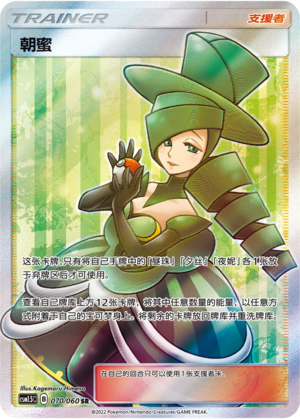 TRAINER 支援者
朝蜜
这张卡牌,只有将自己手牌中的「昼珠」「夕丝」「夜妮」各1张放
于弃牌区后才可使用。
查看自己牌库上方12张卡牌,将其中任意数量的能量,以任意方
式附着于自己的宝可梦身上。将剩余的卡牌放回牌库并重洗牌库。
Illus.Kagemaru Himeno
在自己的回合只可以使用1张支援者卡。
CSM1.5C B 070/060 SR
©2022 Pokémon/Nintendo/Creatures/GAME FREAK.